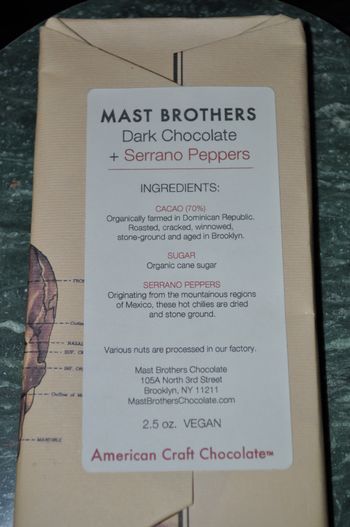 MAST BROTHERS
Dark Chocolate
+ Serrano Peppers
INGREDIENTS:
CACAO (70%)
Organically farmed in Dominican Republic.
Roasted, cracked, winnowed,
stone-ground and aged in Brooklyn.
SUGAR
Organic cane sugar
SERRANO PEPPERS
Originating from the mountainous regions
of Mexico, these hot chilies are dried
and stone ground.
Various nuts are processed in our factory.
Mast Brothers Chocolate
105A North 3rd Street
Brooklyn, NY 11211
MastBrothersChocolate.com
2.5 oz. VEGAN
American Craft Chocolate™